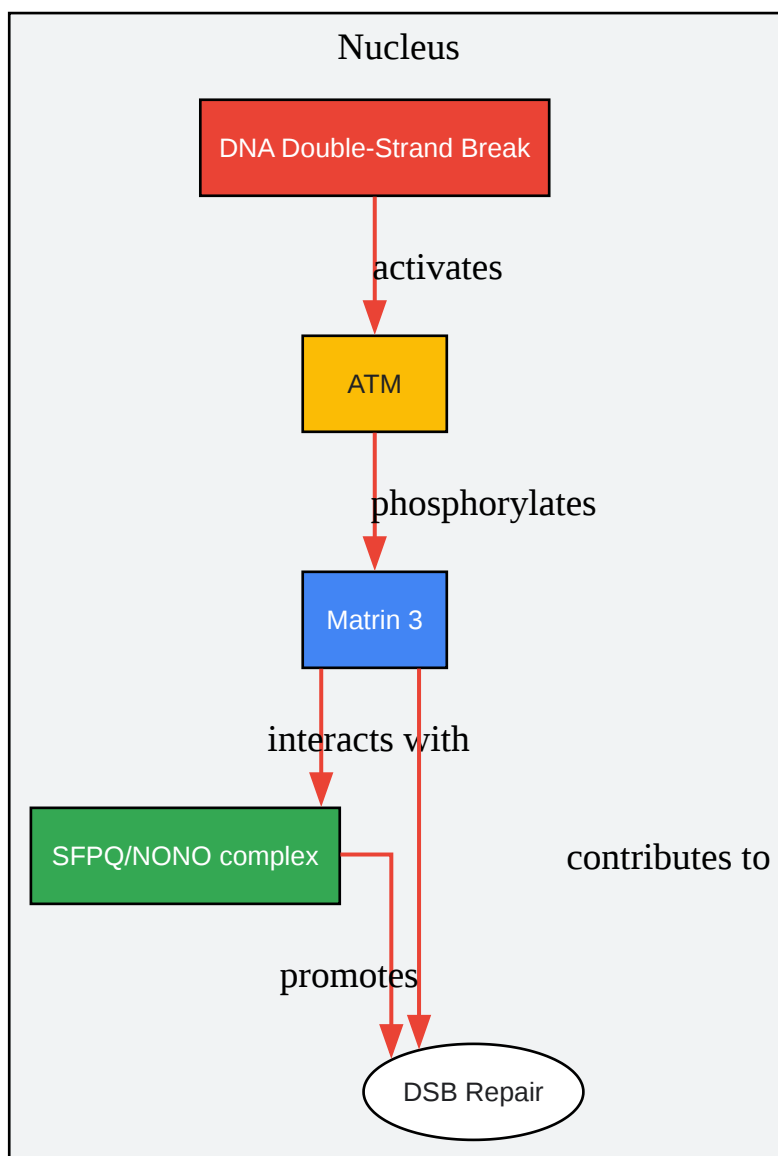 Nucleus
DNA Double-Strand Break
activates
ATM
phosphorylates
Matrin 3
interacts with
SFPQ/NONO complex
contributes to
promotes
DSB Repair